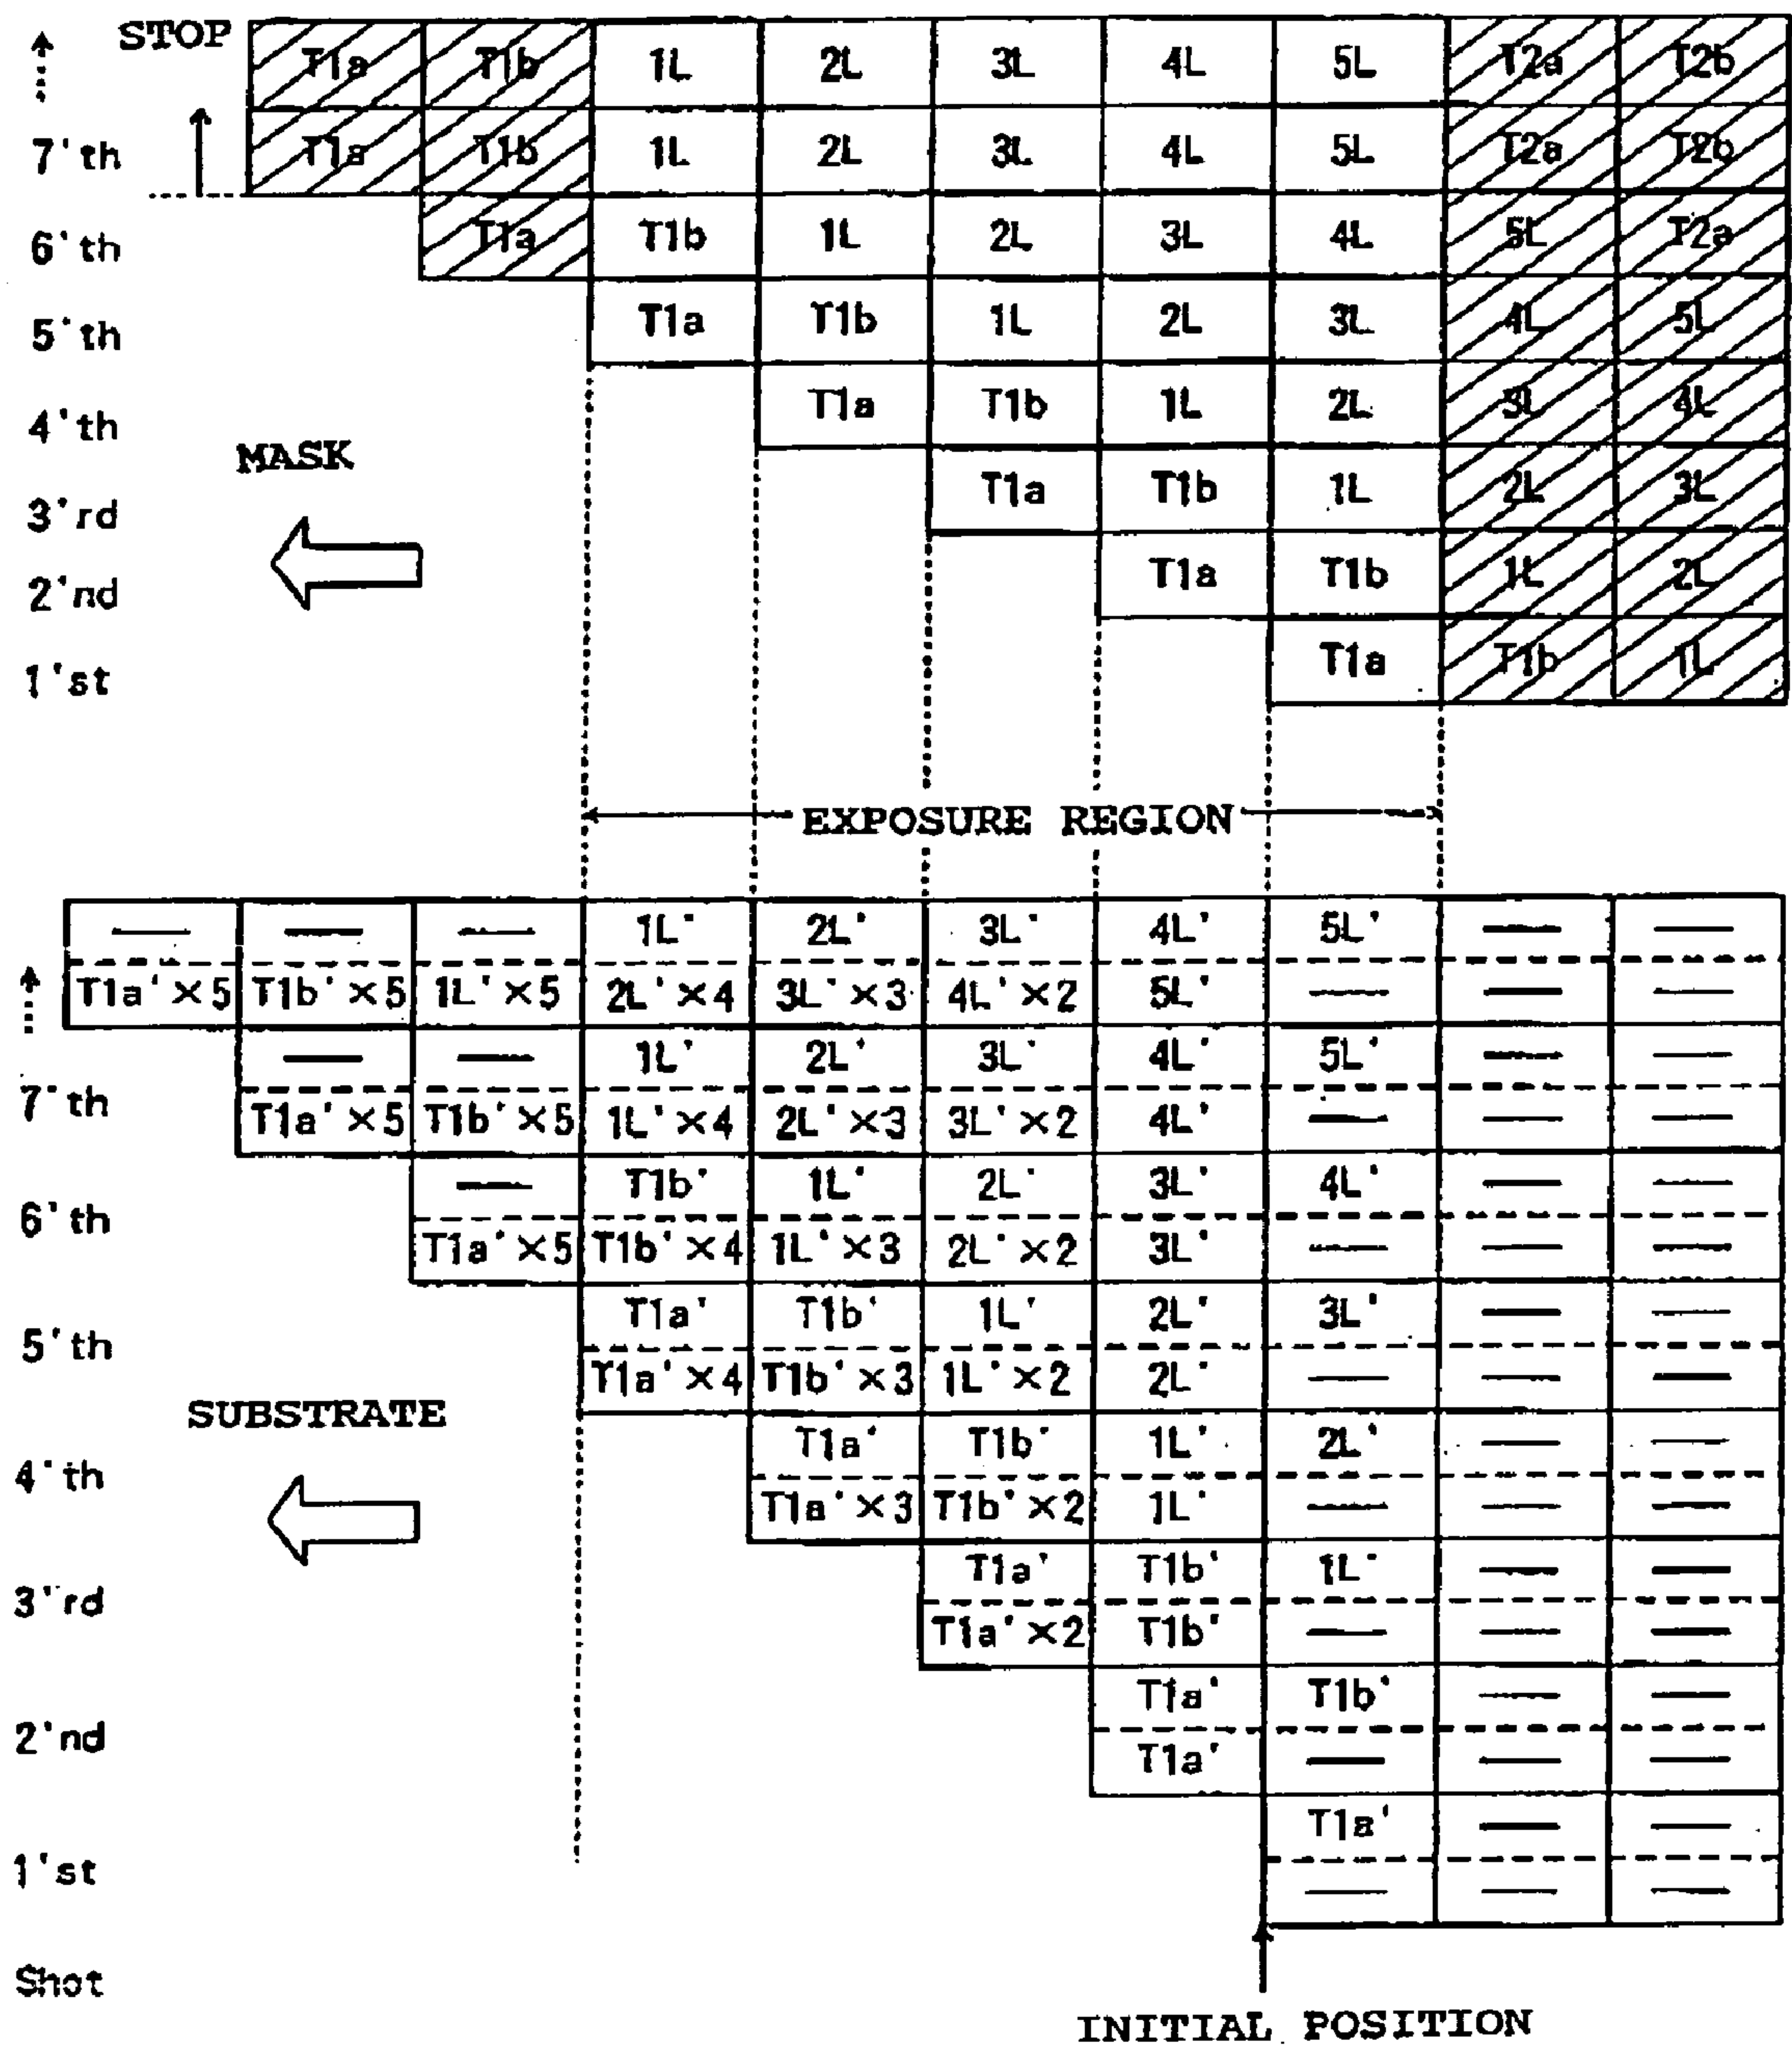 STOP T1a T1b 1L 2L 3L 4L 5L T2a T2b
7'th T1a T1b 1L 2L 3L 4L 5L T2a T2b
6'th T1a T1b 1L 2L 3L 4L 5L T2a
5'th T1a T1b 1L 2L 3L 4L 5L
4'th T1a T1b 1L 2L 3L 4L
MASK
3'rd T1a T1b 1L 2L 3L
2'nd T1a T1b 1L 2L
1'st T1a T1b 1L
EXPOSURE REGION
— — — 1L' 2L' 3L' 4L' 5L' — —
T1a'×5 T1b'×5 1L'×5 2L'×4 3L'×3 4L'×2 5L' — — —
— — 1L' 2L' 3L' 4L' 5L' — —
7'th T1a'×5 T1b'×5 1L'×4 2L'×3 3L'×2 4L' — — —
— T1b' 1L' 2L' 3L' 4L' — —
6'th T1a'×5 T1b'×4 1L'×3 2L'×2 3L' — — —
T1a' T1b' 1L' 2L' 3L' — —
5'th T1a'×4 T1b'×3 1L'×2 2L' — — —
SUBSTRATE
T1a' T1b' 1L' 2L' — —
4'th T1a'×3 T1b'×2 1L' — — —
T1a' T1b' 1L' — —
3'rd T1a'×2 T1b' — — —
T1a' T1b' — —
2'nd T1a' — — —
T1a' — —
1'st — — —
Shot
INITIAL POSITION